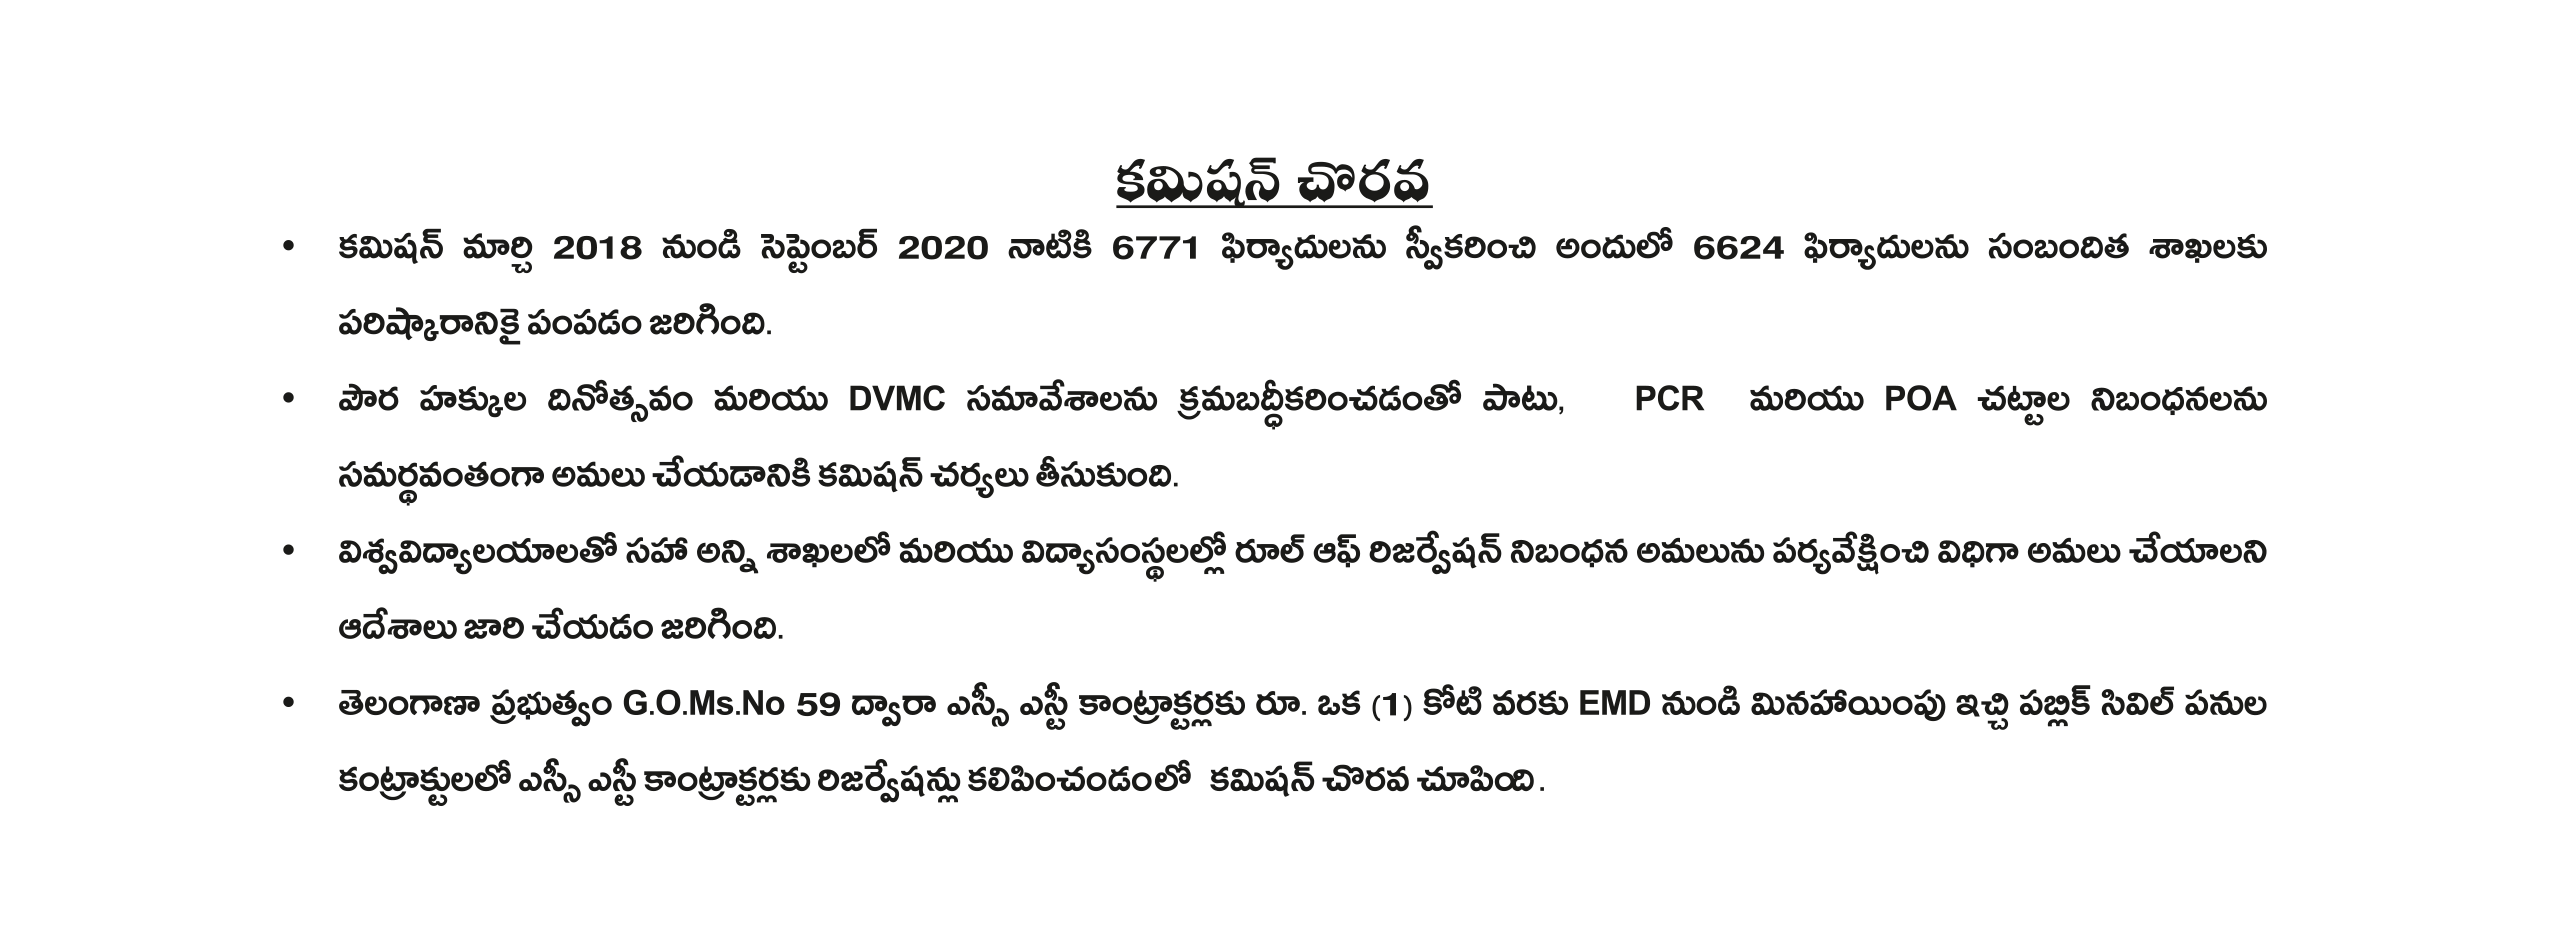 కమిషన్ చొరవ
• కమిషన్ మార్చి 2018 నుండి సెప్టెంబర్ 2020 నాటికి 6771 ఫిర్యాదులను స్వీకరించి అందులో 6624 ఫిర్యాదులను సంబందిత శాఖలకు
పరిష్కారానికై పంపడం జరిగింది.
• పౌర హక్కుల దినోత్సవం మరియు DVMC సమావేశాలను క్రమబద్ధీకరించడంతో పాటు, PCR మరియు POA చట్టాల నిబంధనలను
సమర్థవంతంగా అమలు చేయడానికి కమిషన్ చర్యలు తీసుకుంది.
• విశ్వవిద్యాలయాలతో సహా అన్ని శాఖలలో మరియు విద్యాసంస్థలల్లో రూల్ ఆఫ్ రిజర్వేషన్ నిబంధన అమలును పర్యవేక్షించి విధిగా అమలు చేయాలని
ఆదేశాలు జారి చేయడం జరిగింది.
• తెలంగాణా ప్రభుత్వం G.O.Ms.No 59 ద్వారా ఎస్సీ ఎస్టీ కాంట్రాక్టర్లకు రూ. ఒక (1) కోటి వరకు EMD నుండి మినహాయింపు ఇచ్చి పబ్లిక్ సివిల్ పనుల
కంట్రాక్టులలో ఎస్సీ ఎస్టీ కాంట్రాక్టర్లకు రిజర్వేషన్లు కలిపించండంలో కమిషన్ చొరవ చూపింది.